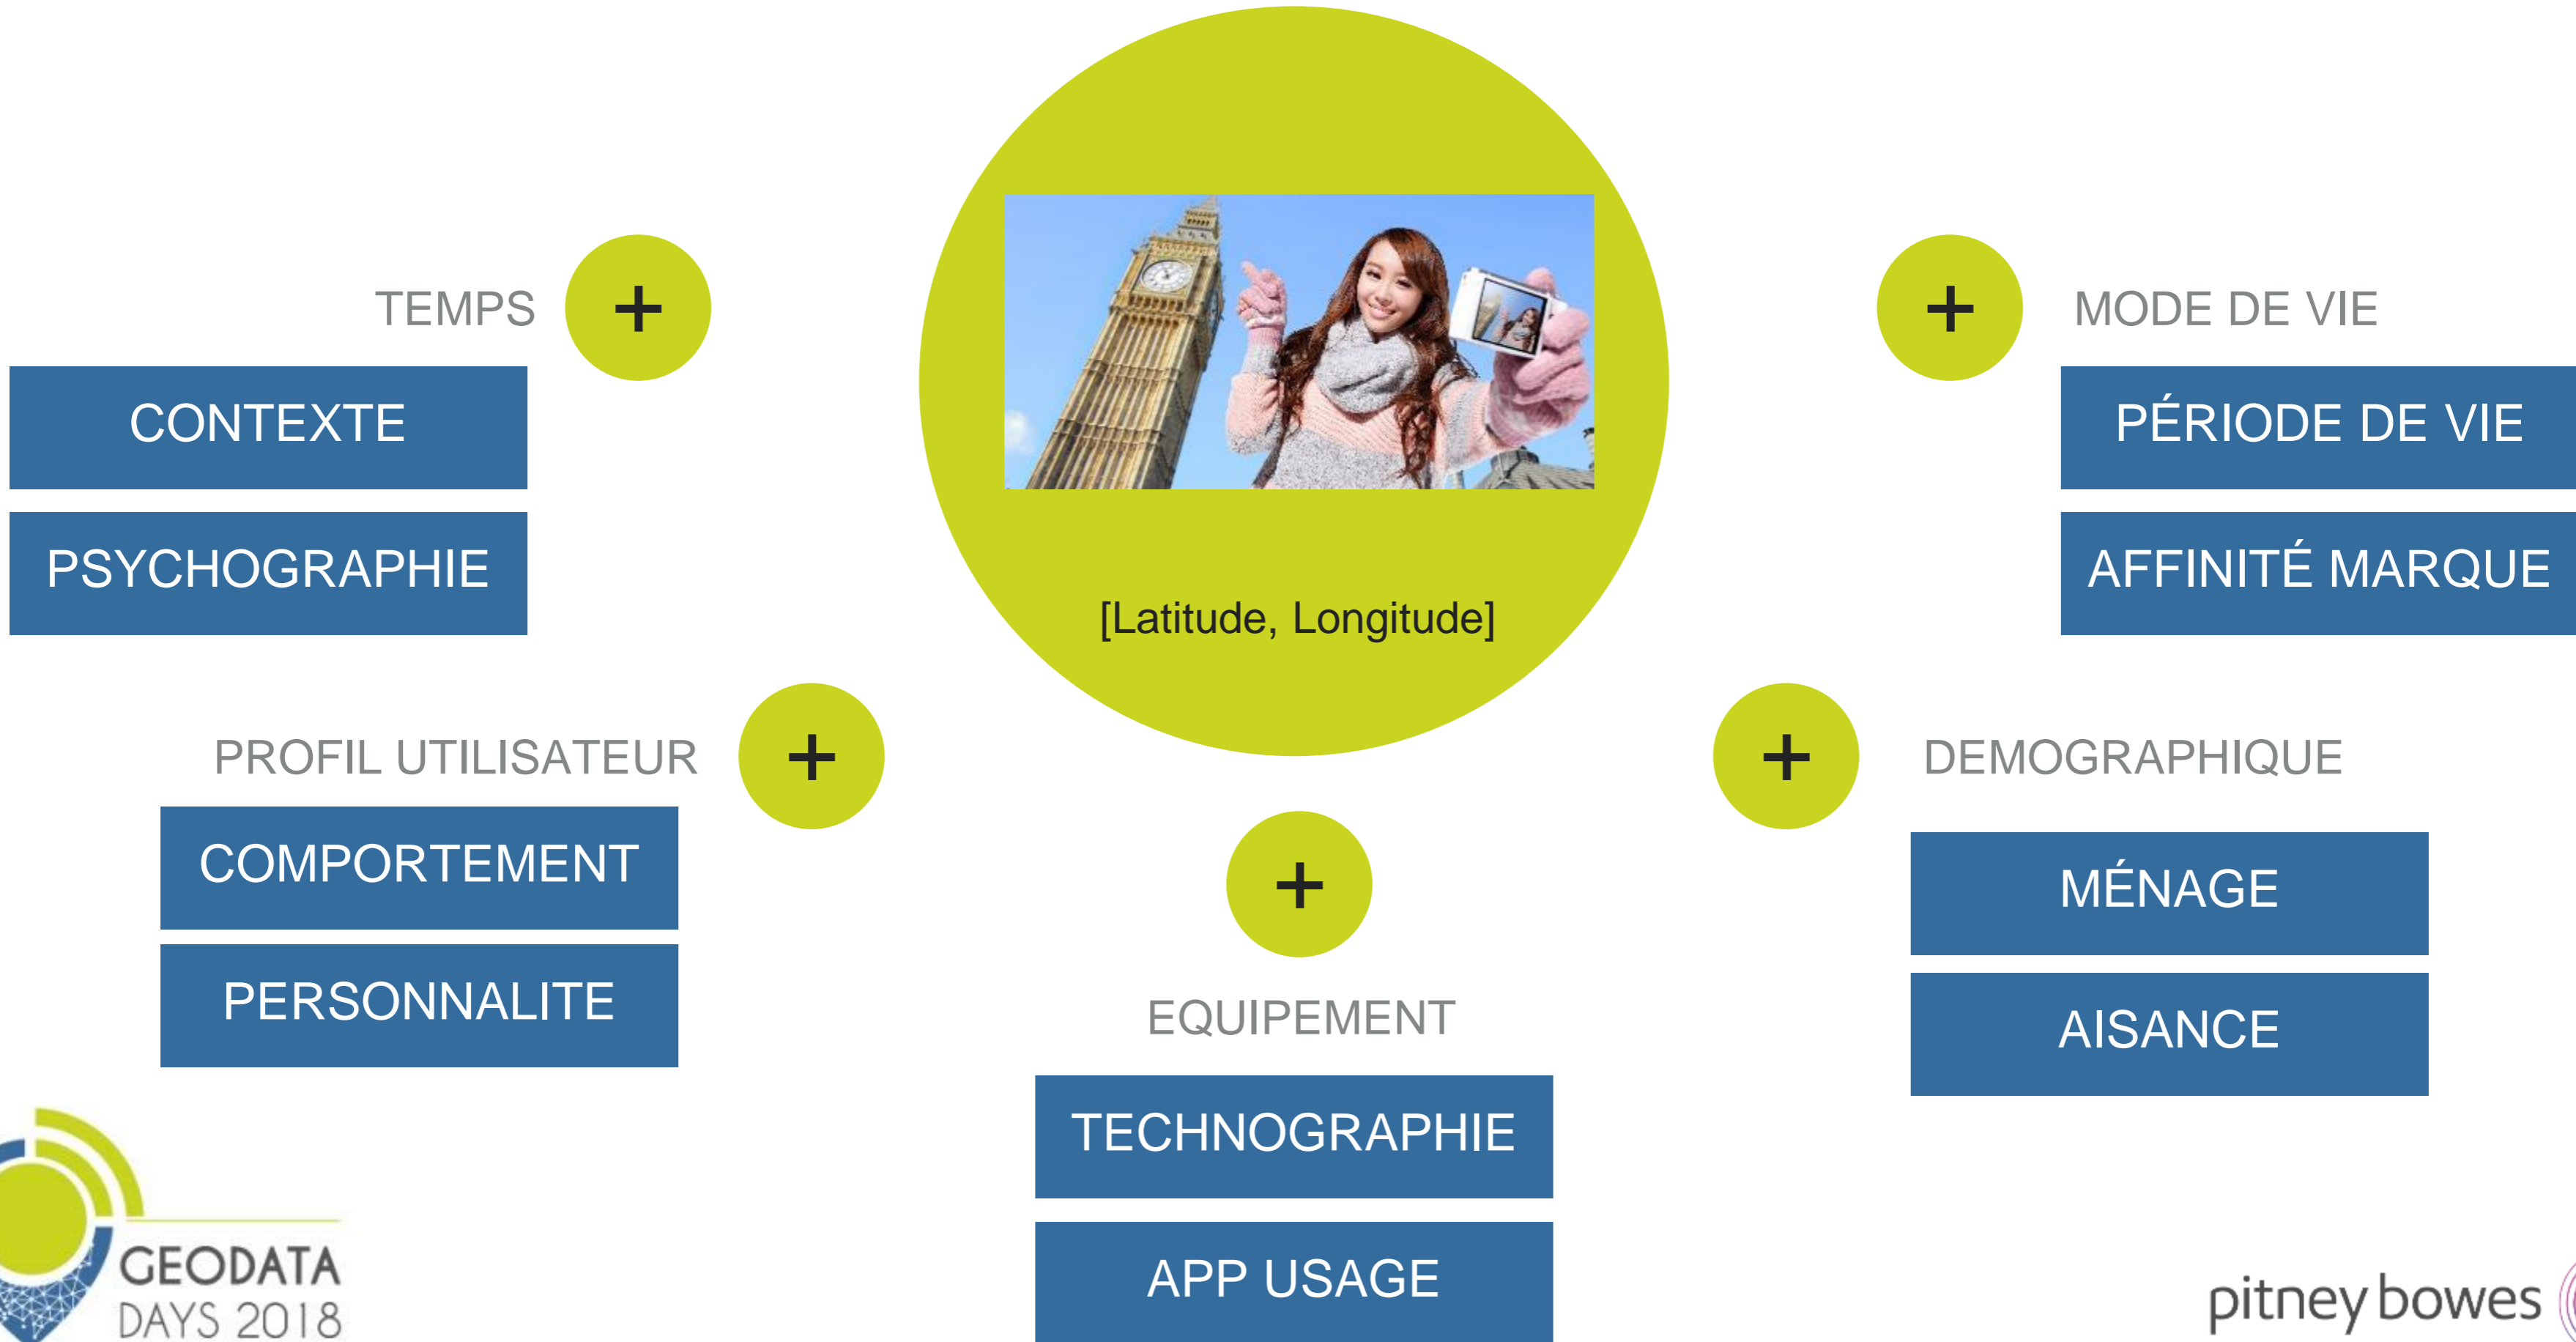 TEMPS
+
CONTEXTE
PSYCHOGRAPHIE
[Latitude, Longitude]
+
MODE DE VIE
PÉRIODE DE VIE
AFFINITÉ MARQUE
PROFIL UTILISATEUR
+
COMPORTEMENT
PERSONNALITE
+
EQUIPEMENT
TECHNOGRAPHIE
APP USAGE
+
DEMOGRAPHIQUE
MÉNAGE
AISANCE
GEODATA
DAYS 2018
pitney bowes